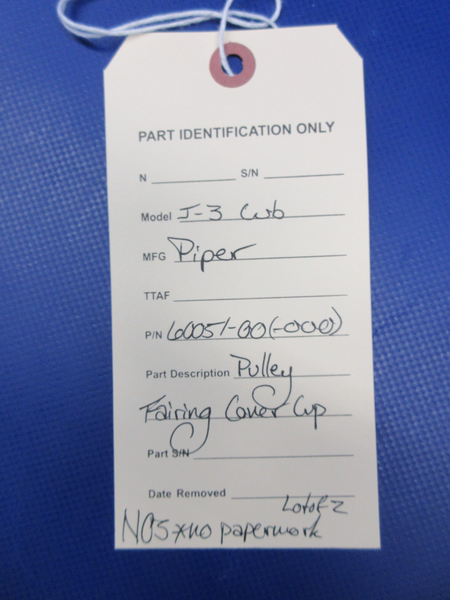 PART IDENTIFICATION ONLY
N S/N
Model J-3 Cub
MFG Piper
TTAF
P/N 60051-00(-000)
Part Description Pulley
Fairing Cover Cup
Part S/N
Date Removed
Lot of 2
NOS *no paperwork